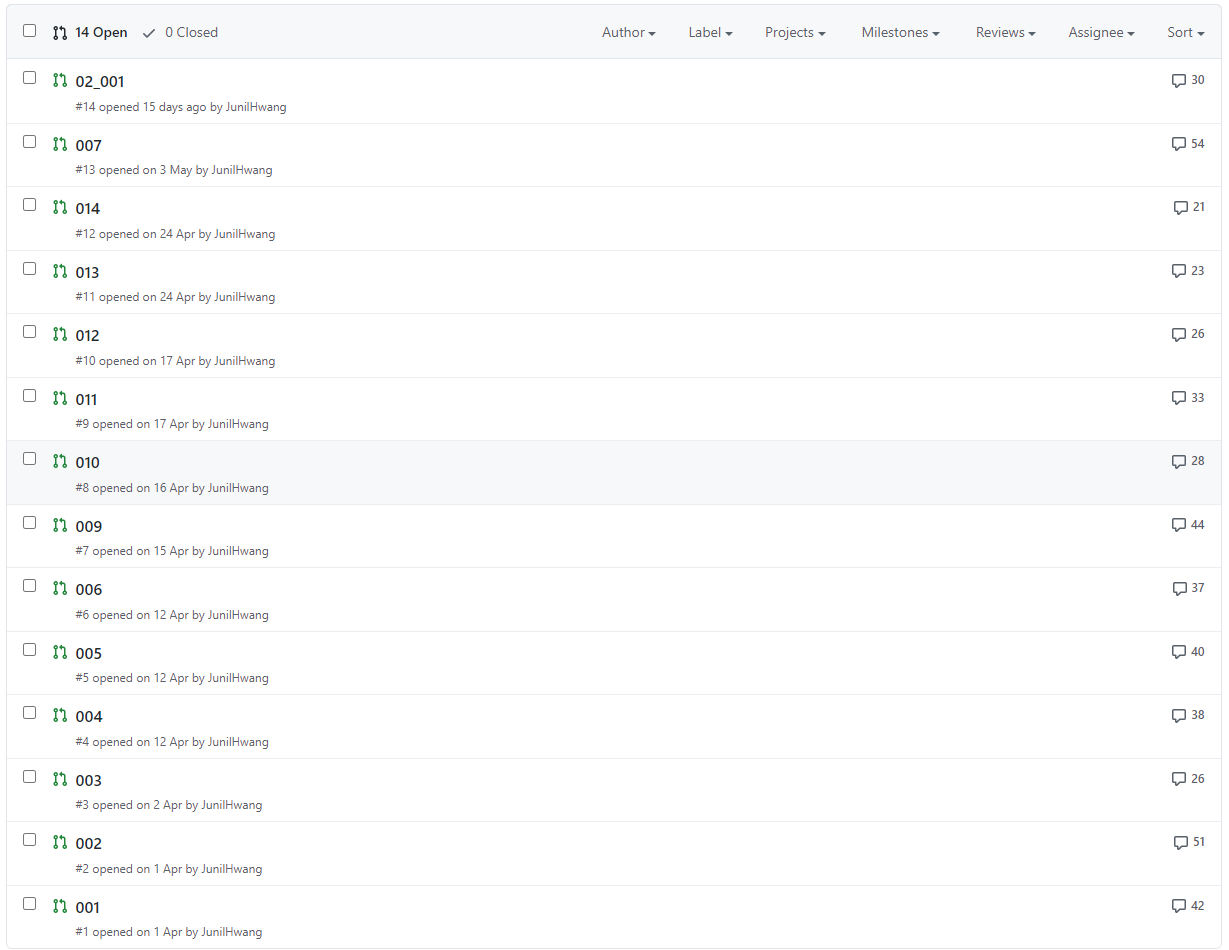 14 Open 0 Closed Author Label Projects Milestones Reviews Assignee Sort
02_001 30
#14 opened 15 days ago by JunilHwang
007 54
#13 opened on 3 May by JunilHwang
014 21
#12 opened on 24 Apr by JunilHwang
013 23
#11 opened on 24 Apr by JunilHwang
012 26
#10 opened on 17 Apr by JunilHwang
011 33
#9 opened on 17 Apr by JunilHwang
010 28
#8 opened on 16 Apr by JunilHwang
009 44
#7 opened on 15 Apr by JunilHwang
006 37
#6 opened on 12 Apr by JunilHwang
005 40
#5 opened on 12 Apr by JunilHwang
004 38
#4 opened on 12 Apr by JunilHwang
003 26
#3 opened on 2 Apr by JunilHwang
002 51
#2 opened on 1 Apr by JunilHwang
001 42
#1 opened on 1 Apr by JunilHwang